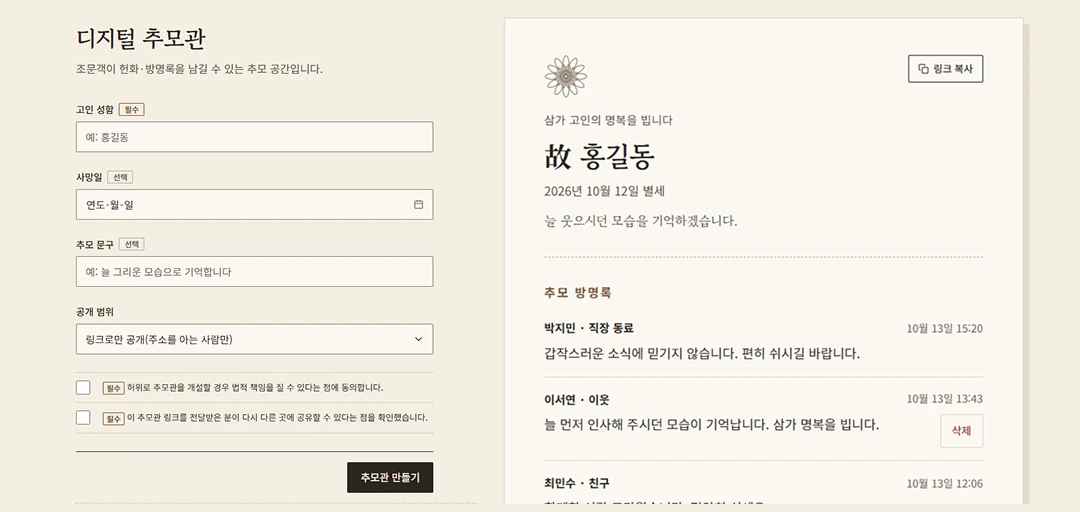 디지털 추모관
조문객이 헌화·방명록을 남길 수 있는 추모 공간입니다.
고인 성함 필수
예: 홍길동
사망일 선택
연도-월-일
추모 문구 선택
예: 늘 그리운 모습으로 기억합니다
공개 범위
링크로만 공개(주소를 아는 사람만)
필수 허위로 추모관을 개설할 경우 법적 책임을 질 수 있다는 점에 동의합니다.
필수 이 추모관 링크를 전달받은 분이 다시 다른 곳에 공유할 수 있다는 점을 확인했습니다.
추모관 만들기
링크 복사
삼가 고인의 명복을 빕니다
故 홍길동
2026년 10월 12일 별세
늘 웃으시던 모습을 기억하겠습니다.
추모 방명록
박지민 · 직장 동료 10월 13일 15:20
갑작스러운 소식에 믿기지 않습니다. 편히 쉬시길 바랍니다.
이서연 · 이웃 10월 13일 13:43
늘 먼저 인사해 주시던 모습이 기억납니다. 삼가 명복을 빕니다.
삭제
최민수 · 친구 10월 13일 12:06